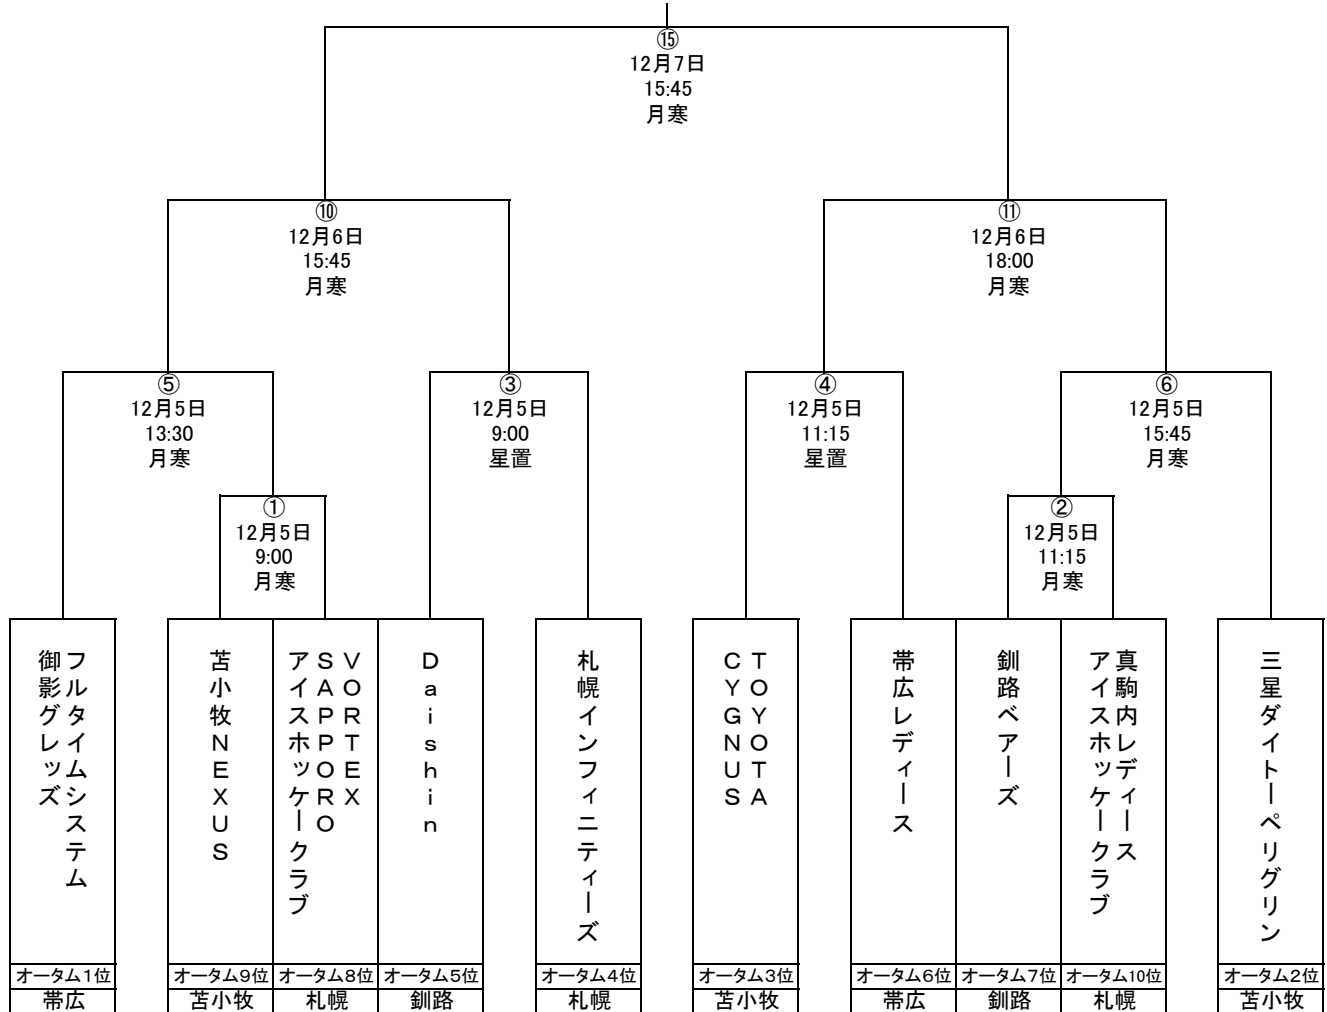 ⑮
12月7日
15:45
月寒
⑩
12月6日
15:45
月寒
⑪
12月6日
18:00
月寒
⑤
12月5日
13:30
月寒
③
12月5日
9:00
星置
④
12月5日
11:15
星置
⑥
12月5日
15:45
月寒
①
12月5日
9:00
月寒
②
12月5日
11:15
月寒
フルタイムシステム
御影グレッズ
苫小牧NEXUS
VORTEX
SAPPORO
アイスホッケークラブ
Daishin
札幌インフィニティーズ
TOYOTA
CYGNUS
帯広レディース
釧路ベアーズ
真駒内レディース
アイスホッケークラブ
三星ダイトーペリグリン
オータム1位
オータム9位
オータム8位
オータム5位
オータム4位
オータム3位
オータム6位
オータム7位
オータム10位
オータム2位
帯広
苫小牧
札幌
釧路
札幌
苫小牧
帯広
釧路
札幌
苫小牧